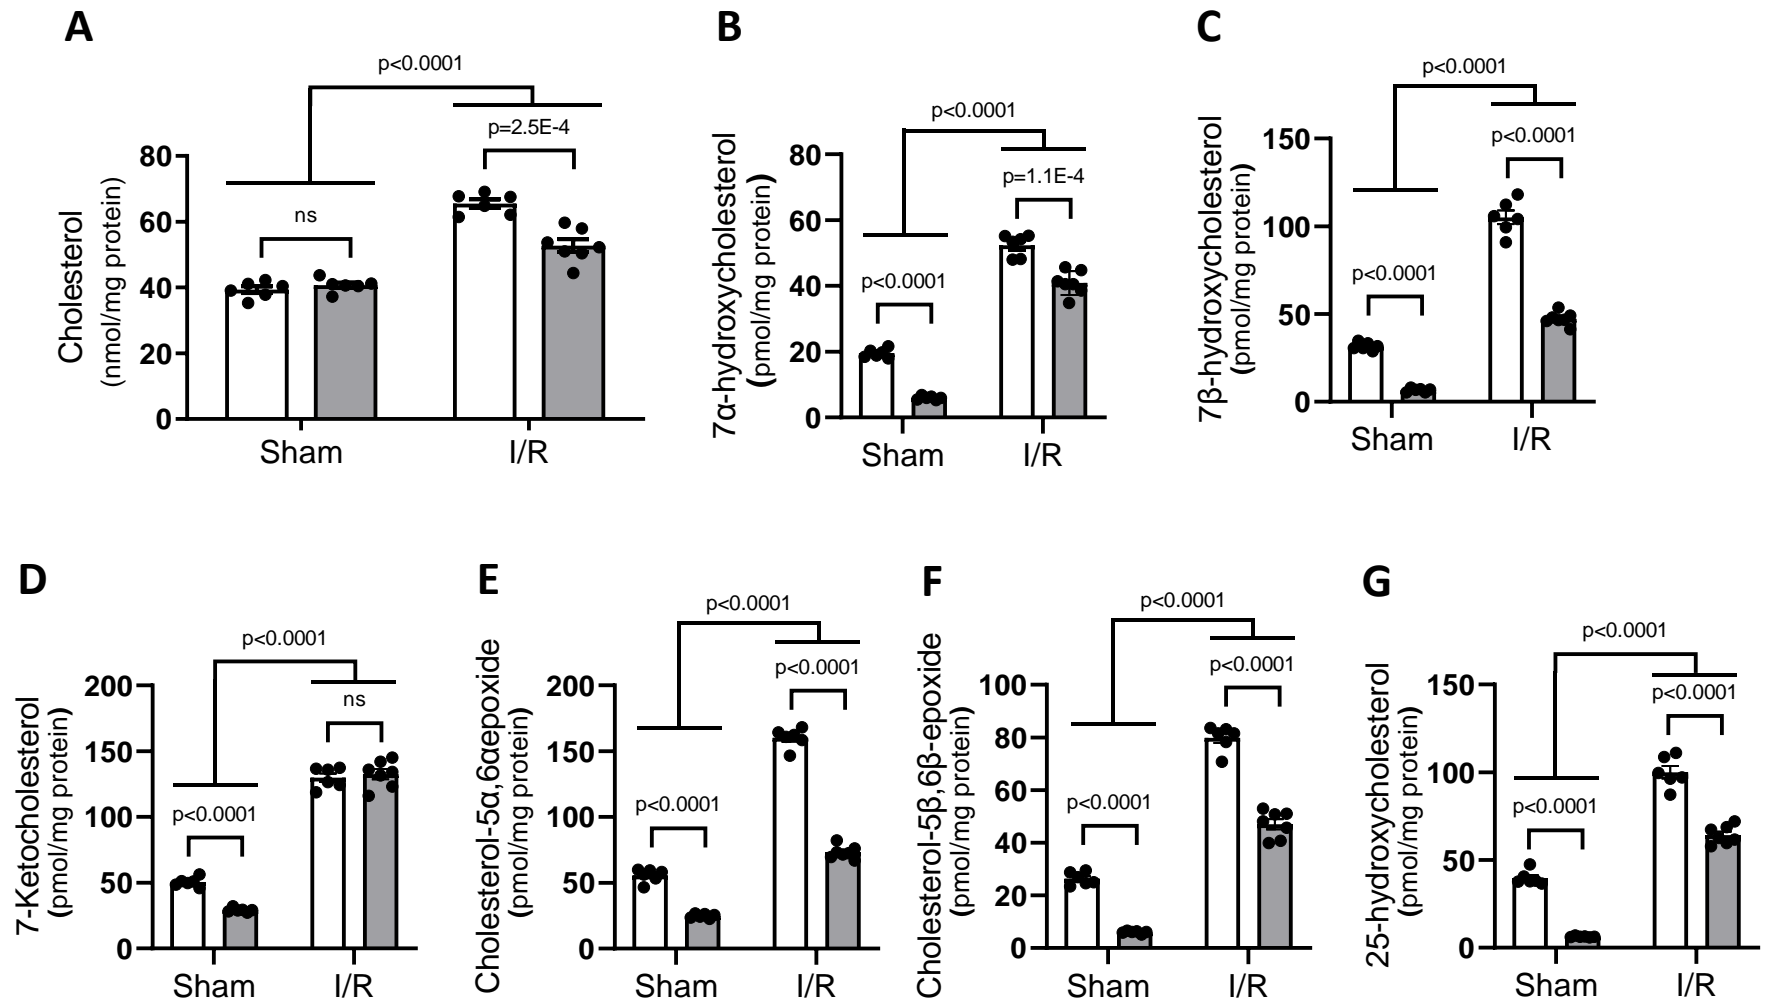 A
p<0.0001
p=2.5E-4
ns
80
60
40
20
0
Cholesterol
(nmol/mg protein)
Sham
I/R
B
p<0.0001
p=1.1E-4
p<0.0001
80
60
40
20
0
7α-hydroxycholesterol
(pmol/mg protein)
Sham
I/R
C
p<0.0001
p<0.0001
p<0.0001
150
100
50
0
7β-hydroxycholesterol
(pmol/mg protein)
Sham
I/R
D
p<0.0001
ns
p<0.0001
200
150
100
50
0
7-Ketocholesterol
(pmol/mg protein)
Sham
I/R
E
p<0.0001
p<0.0001
p<0.0001
200
150
100
50
0
Cholesterol-5α,6αepoxide
(pmol/mg protein)
Sham
I/R
F
p<0.0001
p<0.0001
p<0.0001
100
80
60
40
20
0
Cholesterol-5β,6β-epoxide
(pmol/mg protein)
Sham
I/R
G
p<0.0001
p<0.0001
p<0.0001
150
100
50
0
25-hydroxycholesterol
(pmol/mg protein)
Sham
I/R